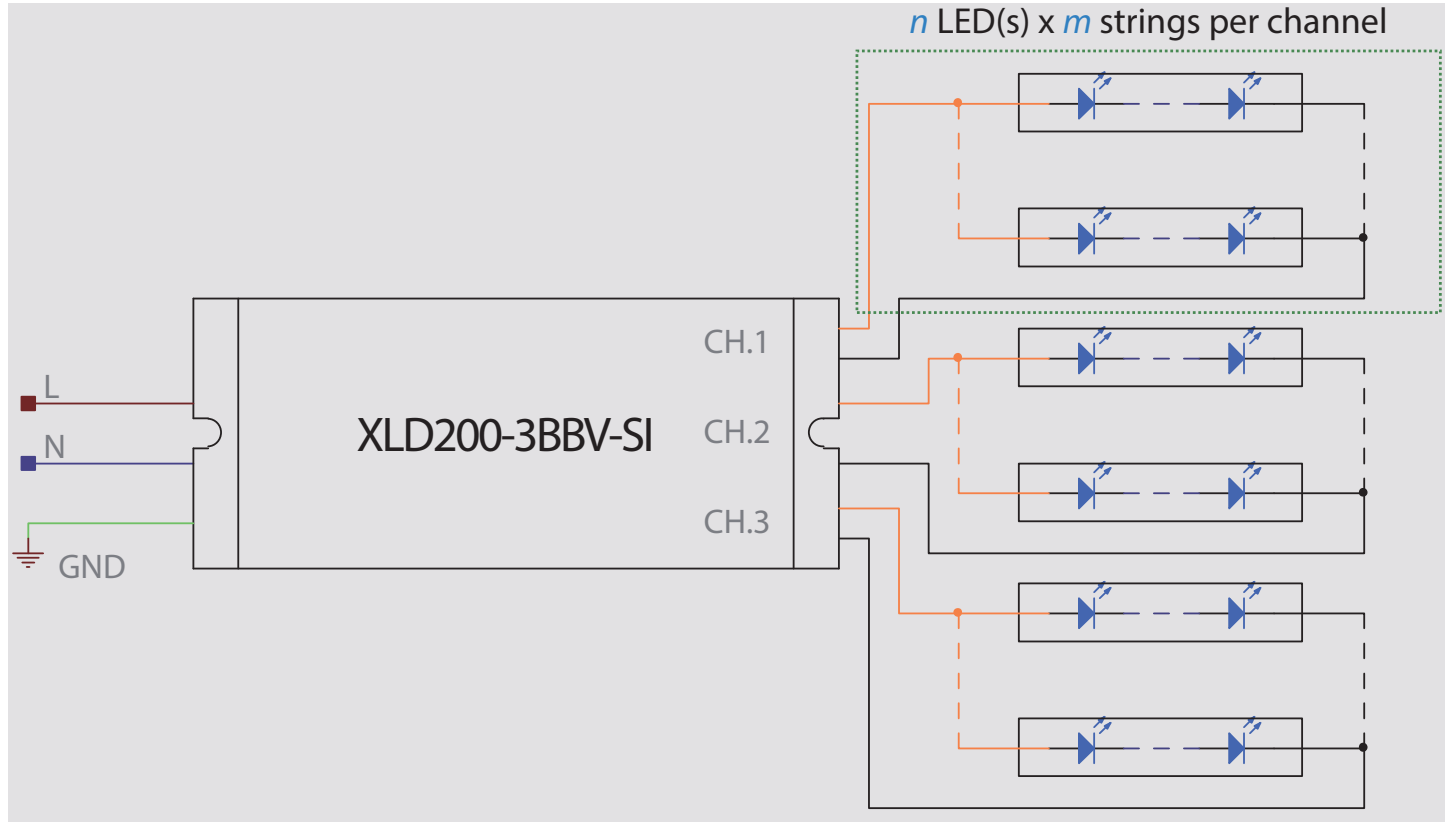 n LED(s) x m strings per channel
CH.1
L
XLD200-3BBV-SI
CH.2
N
CH.3
GND